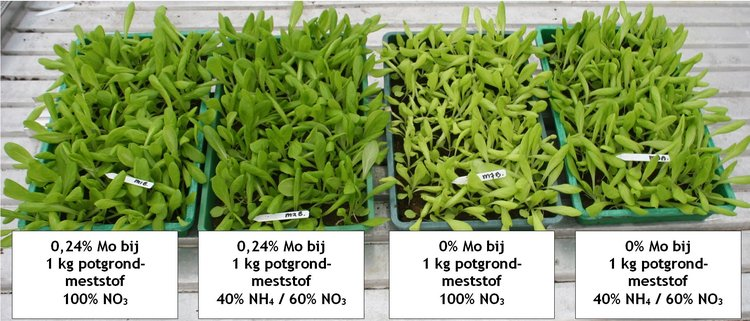 0,24% Mo bij
1 kg potgrond-
meststof
100% NO₃
0,24% Mo bij
1 kg potgrond-
meststof
40% NH₄ / 60% NO₃
0% Mo bij
1 kg potgrond-
meststof
100% NO₃
0% Mo bij
1 kg potgrond-
meststof
40% NH₄ / 60% NO₃